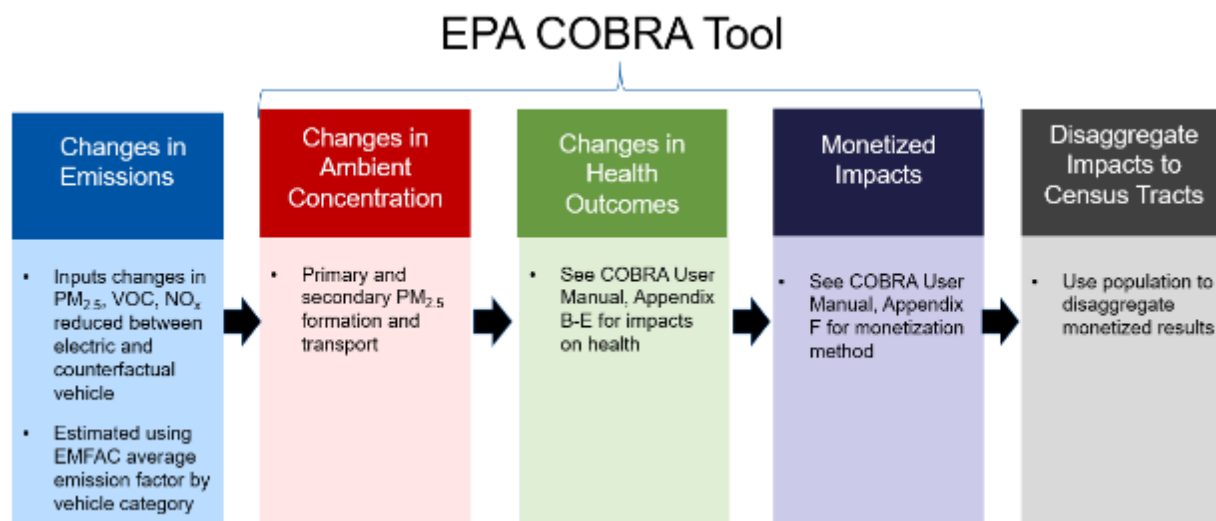 EPA COBRA Tool
Changes in
Emissions
• Inputs changes in
PM2.5, VOC, NOx
reduced between
electric and
counterfactual
vehicle
• Estimated using
EMFAC average
emission factor by
vehicle category
Changes in
Ambient
Concentration
• Primary and
secondary PM2.5
formation and
transport
Changes in
Health
Outcomes
• See COBRA User
Manual, Appendix
B-E for impacts
on health
Monetized
Impacts
• See COBRA User
Manual, Appendix
F for monetization
method
Disaggregate
Impacts to
Census Tracts
• Use population to
disaggregate
monetized results